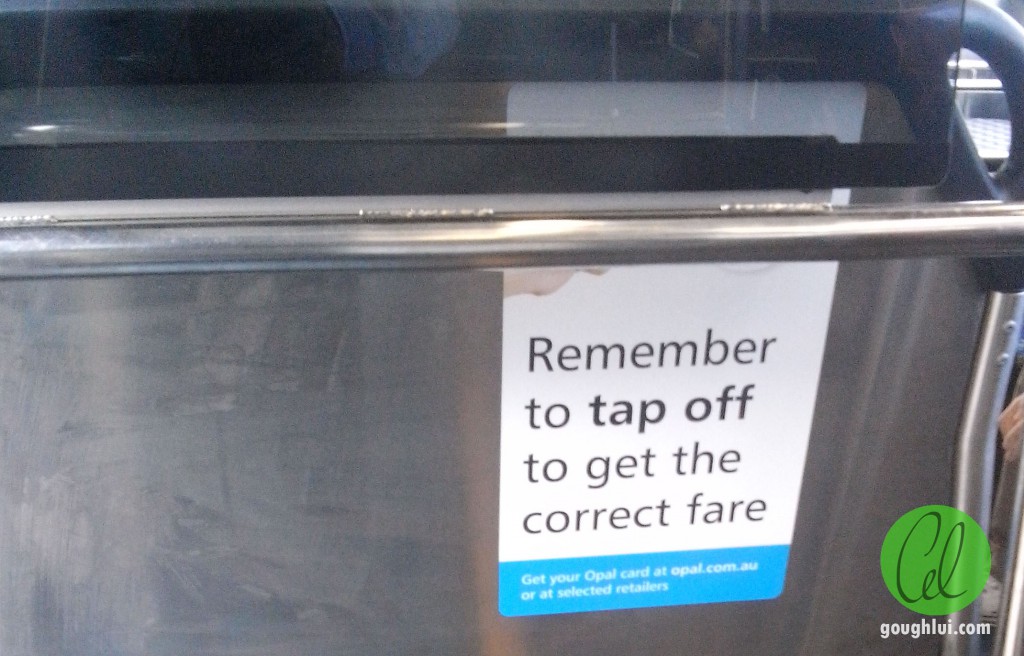 Remember
to tap off
to get the
correct fare
Get your Opal card at opal.com.au
or at selected retailers
Cel
goughlui.com